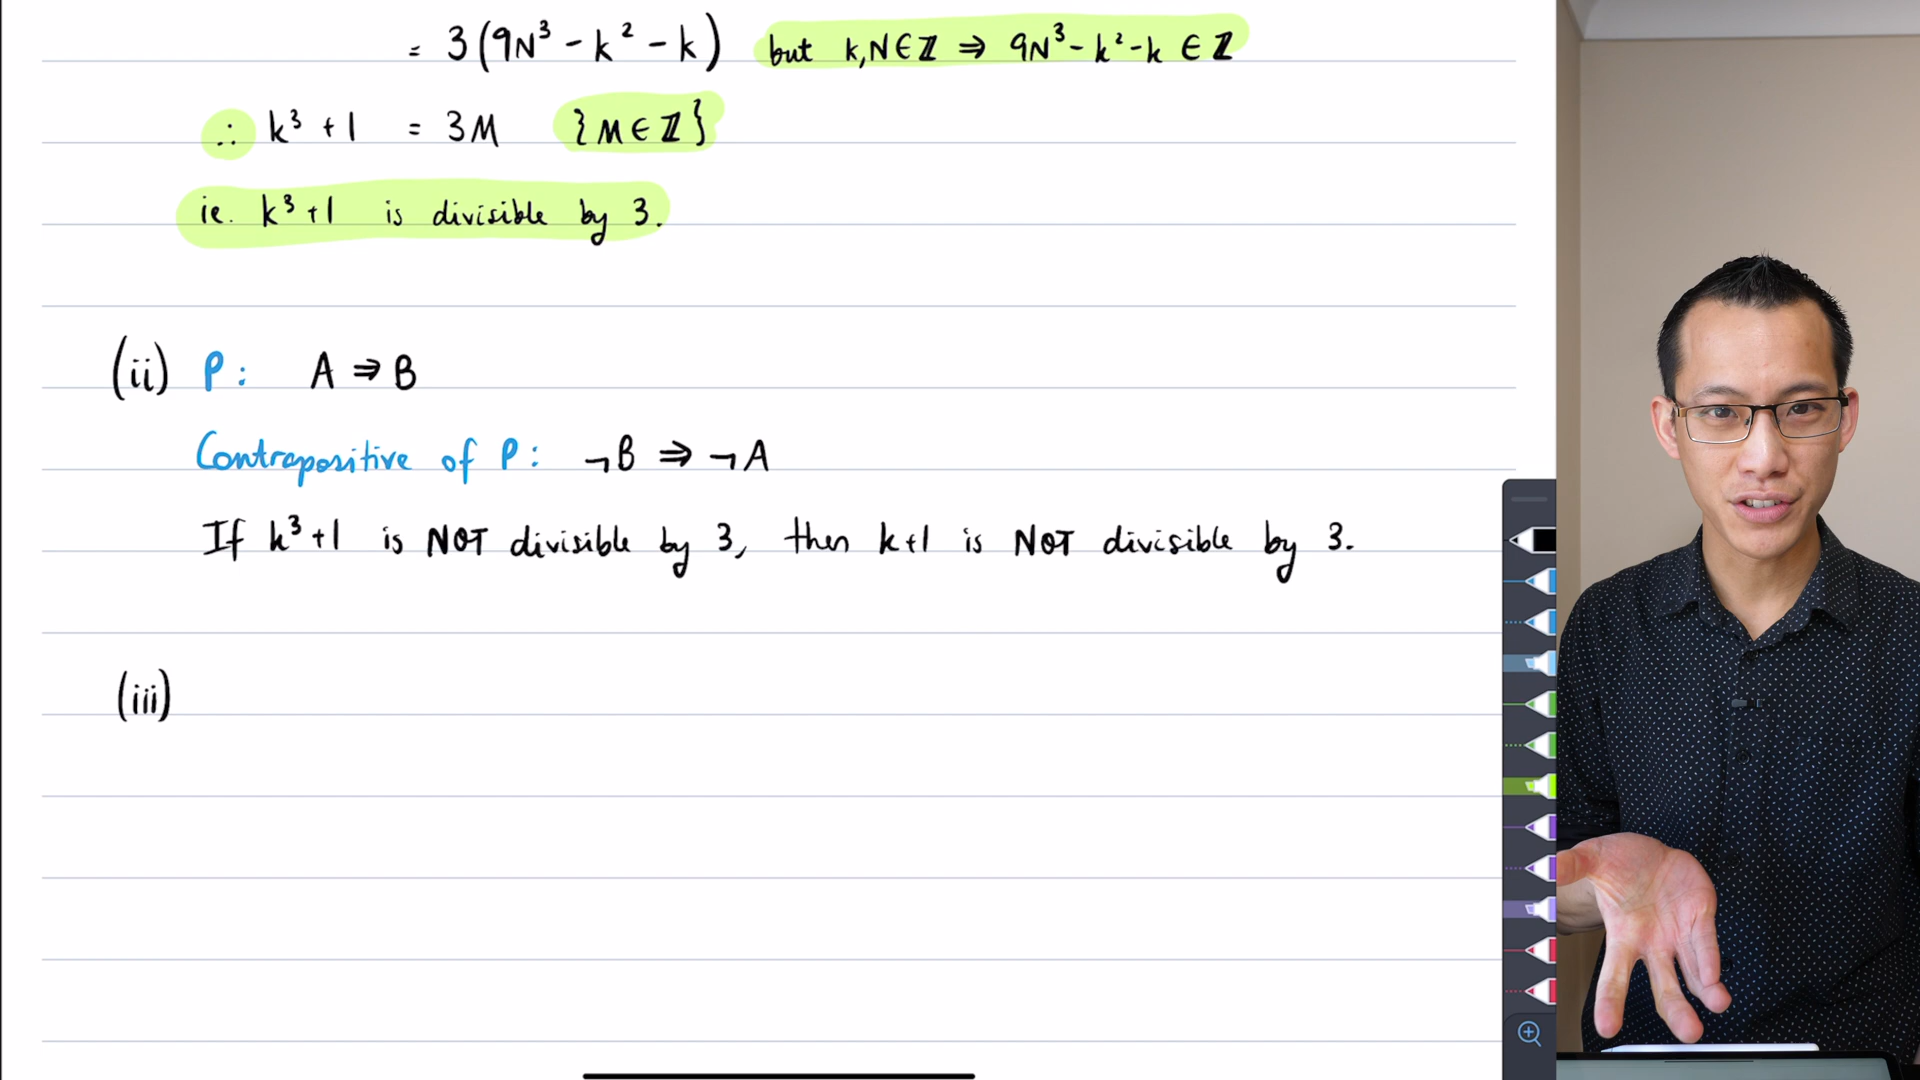 = 3(9N³ - k² - k) but k, N ∈ ℤ ⇒ 9N³ - k² - k ∈ ℤ
∴ k³ + 1 = 3M {M ∈ ℤ}
ie. k³ + 1 is divisible by 3.
(ii) P: A ⇒ B
Contrapositive of P: ¬B ⇒ ¬A
If k³ + 1 is NOT divisible by 3, then k+1 is NOT divisible by 3.
(iii)